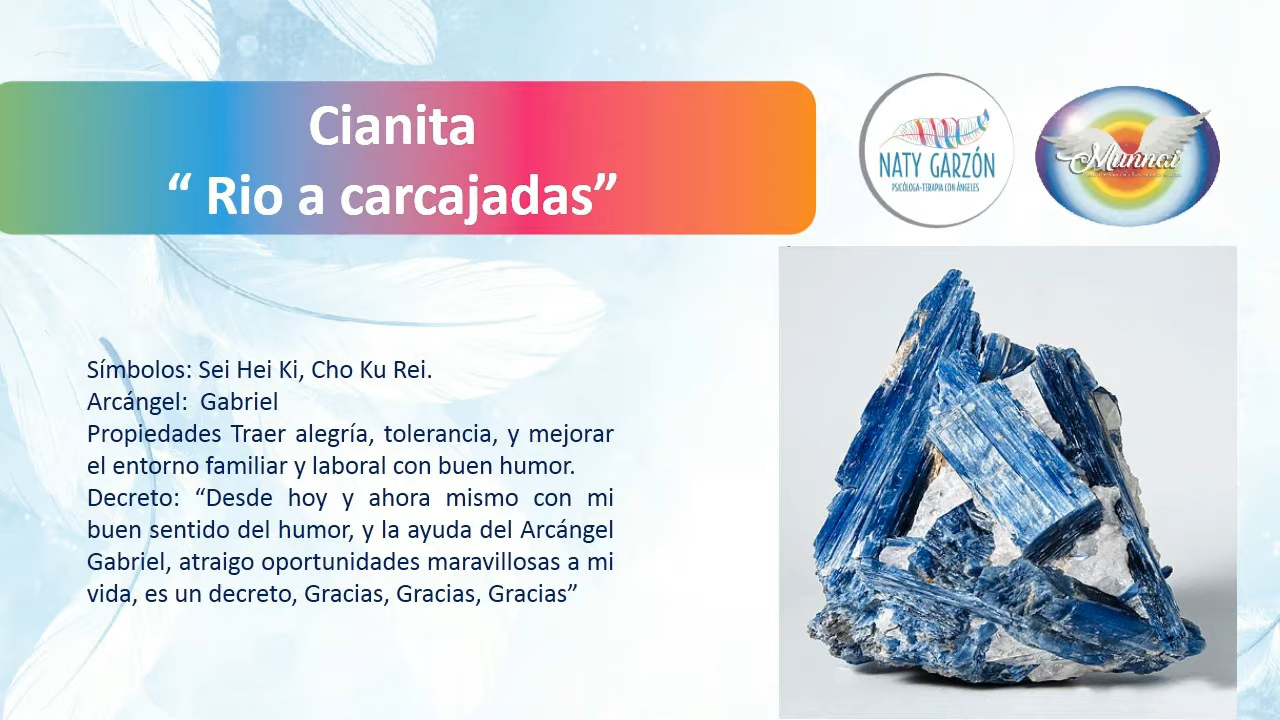 Cianita
“ Rio a carcajadas”
NATY GARZÓN
PSICÓLOGA-TERAPIA CON ÁNGELES
Munnai
Símbolos: Sei Hei Ki, Cho Ku Rei.
Arcángel:  Gabriel
Propiedades Traer alegría, tolerancia, y mejorar
el entorno familiar y laboral con buen humor.
Decreto: “Desde hoy y ahora mismo con mi
buen sentido del humor, y la ayuda del Arcángel
Gabriel, atraigo oportunidades maravillosas a mi
vida, es un decreto, Gracias, Gracias, Gracias”